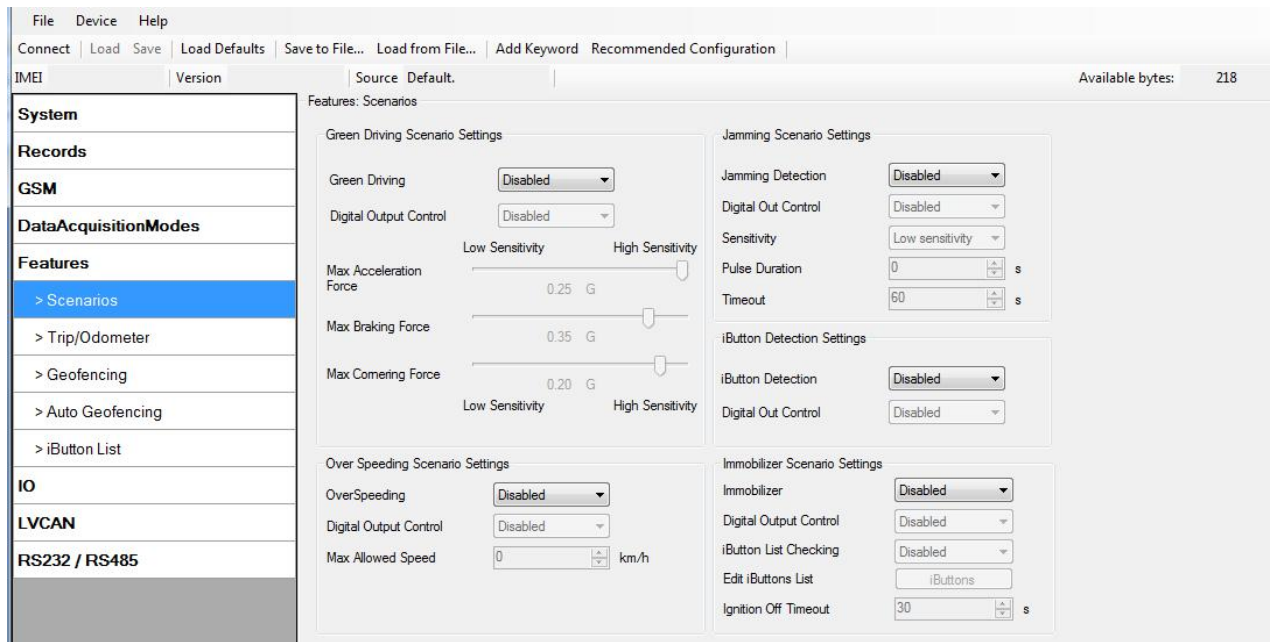 File Device Help
Connect Load Save Load Defaults Save to File... Load from File... Add Keyword Recommended Configuration
IMEI Version Source Default. Available bytes: 218
System
Records
GSM
DataAcquisitionModes
Features
> Scenarios
> Trip/Odometer
> Geofencing
> Auto Geofencing
> iButton List
IO
LVCAN
RS232 / RS485
Features: Scenarios
Green Driving Scenario Settings
Green Driving Disabled
Digital Output Control Disabled
Low Sensitivity High Sensitivity
Max Acceleration
Force
0.25 G
Max Braking Force
0.35 G
Max Cornering Force
0.20 G
Low Sensitivity High Sensitivity
Over Speeding Scenario Settings
OverSpeeding Disabled
Digital Output Control Disabled
Max Allowed Speed 0 km/h
Jamming Scenario Settings
Jamming Detection Disabled
Digital Out Control Disabled
Sensitivity Low sensitivity
Pulse Duration 0 s
Timeout 60 s
iButton Detection Settings
iButton Detection Disabled
Digital Out Control Disabled
Immobilizer Scenario Settings
Immobilizer Disabled
Digital Output Control Disabled
iButton List Checking Disabled
Edit iButtons List iButtons
Ignition Off Timeout 30 s